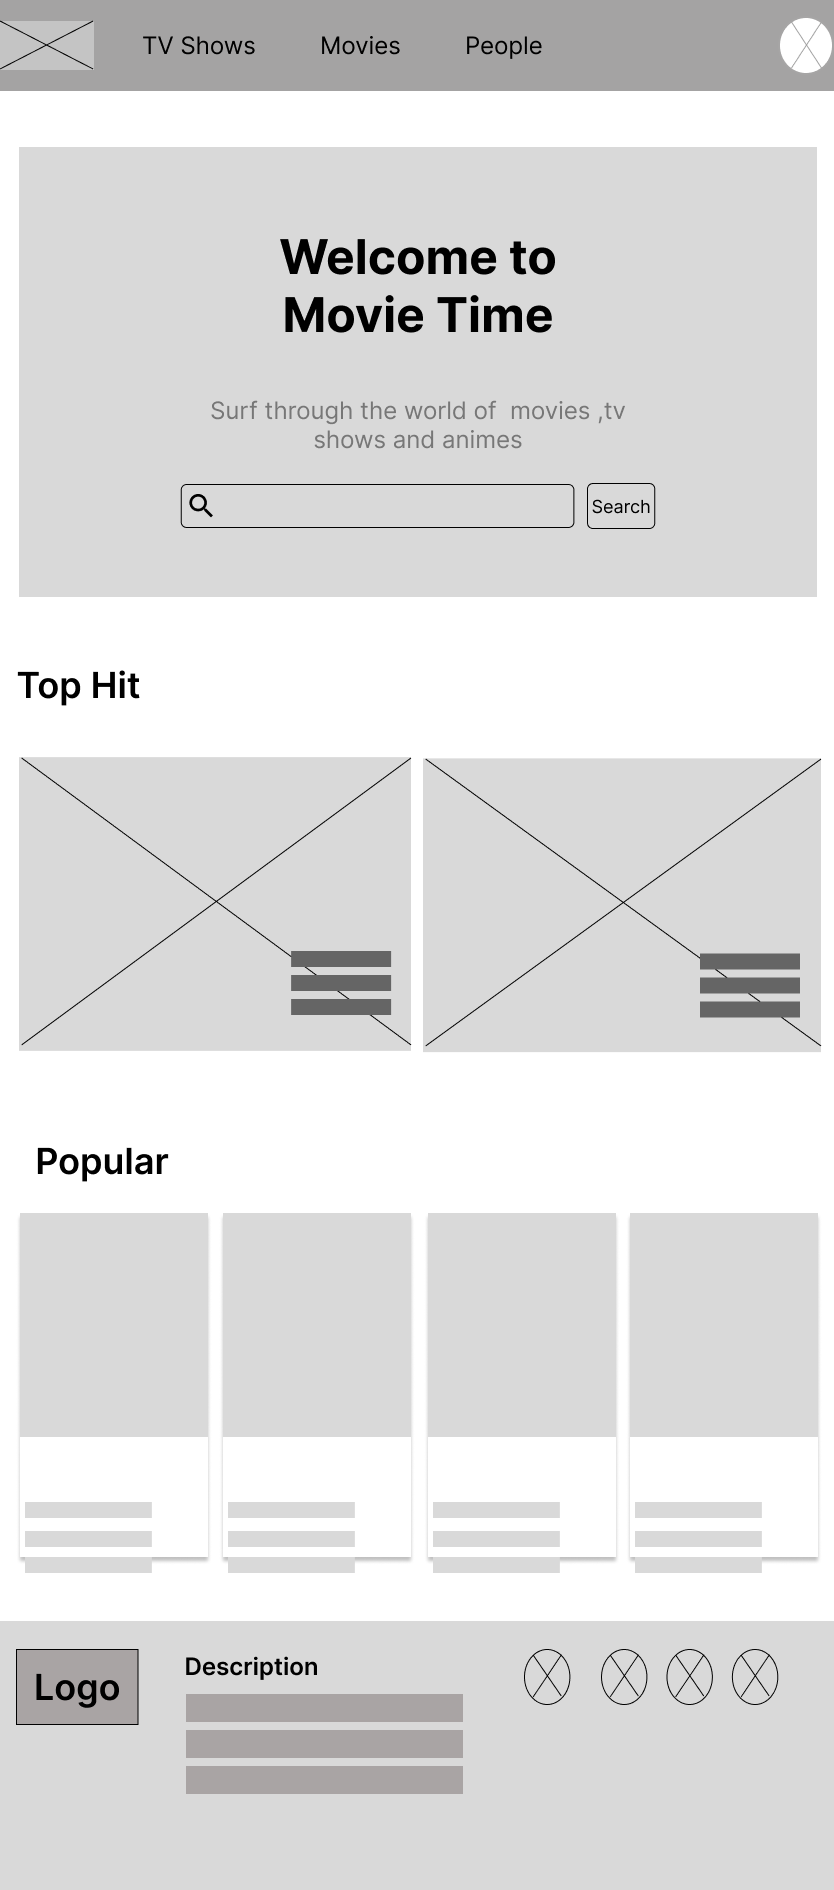 TV Shows Movies People
Welcome to
Movie Time
Surf through the world of  movies ,tv
shows and animes
Search
Top Hit
Popular
Logo
Description